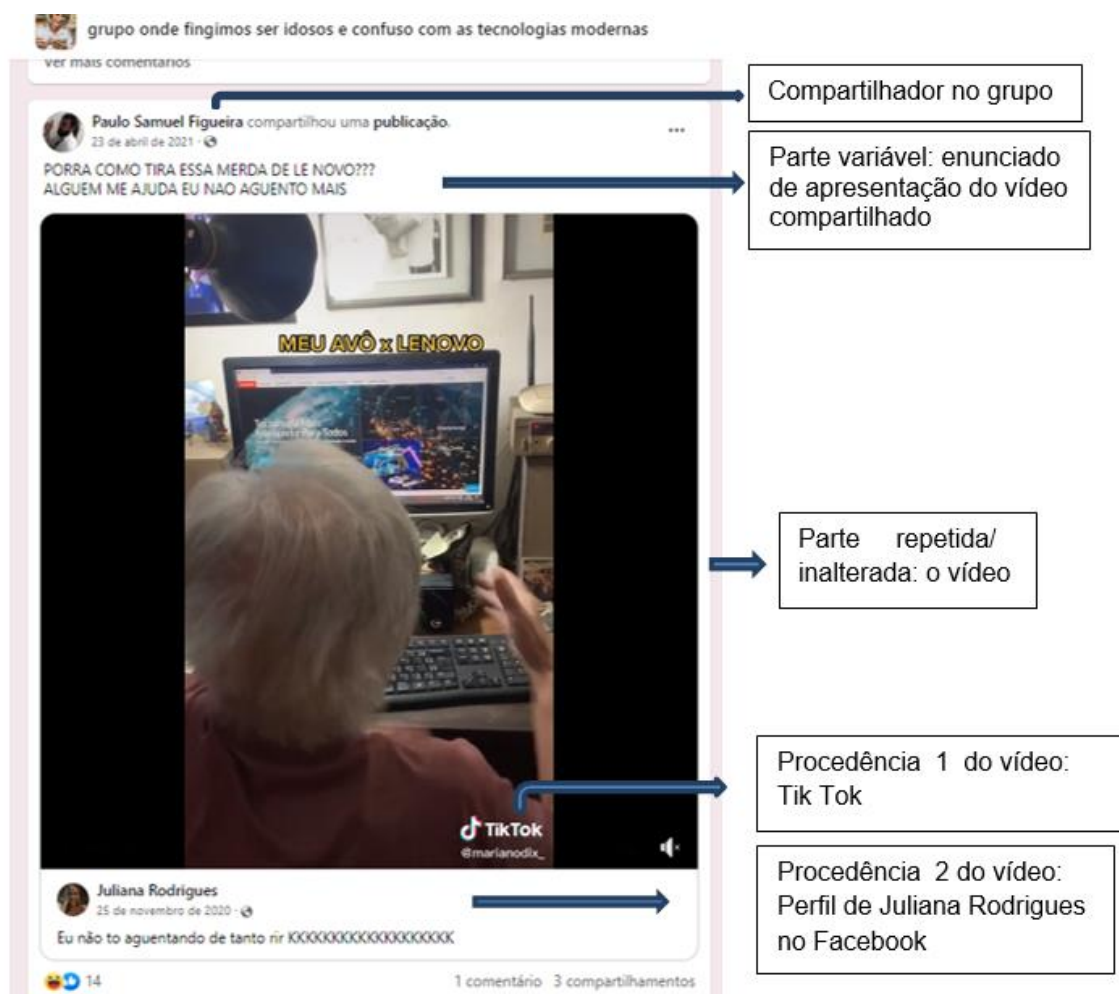 grupo onde fingimos ser idosos e confuso com as tecnologias modernas
Ver mais comentários
Paulo Samuel Figueira compartilhou uma publicação.
23 de abril de 2021 ·
PORRA COMO TIRA ESSA MERDA DE LE NOVO???
ALGUEM ME AJUDA EU NAO AGUENTO MAIS
MEU AVÔ x LENOVO
Para Todos
TikTok
@marianodix_
Juliana Rodrigues
25 de novembro de 2020 ·
Eu não to aguentando de tanto rir KKKKKKKKKKKKKKKKKKK
14
1 comentário 3 compartilhamentos
Compartilhador no grupo
Parte variável: enunciado
de apresentação do vídeo
compartilhado
Parte repetida/
inalterada: o vídeo
Procedência 1 do vídeo:
Tik Tok
Procedência 2 do vídeo:
Perfil de Juliana Rodrigues
no Facebook